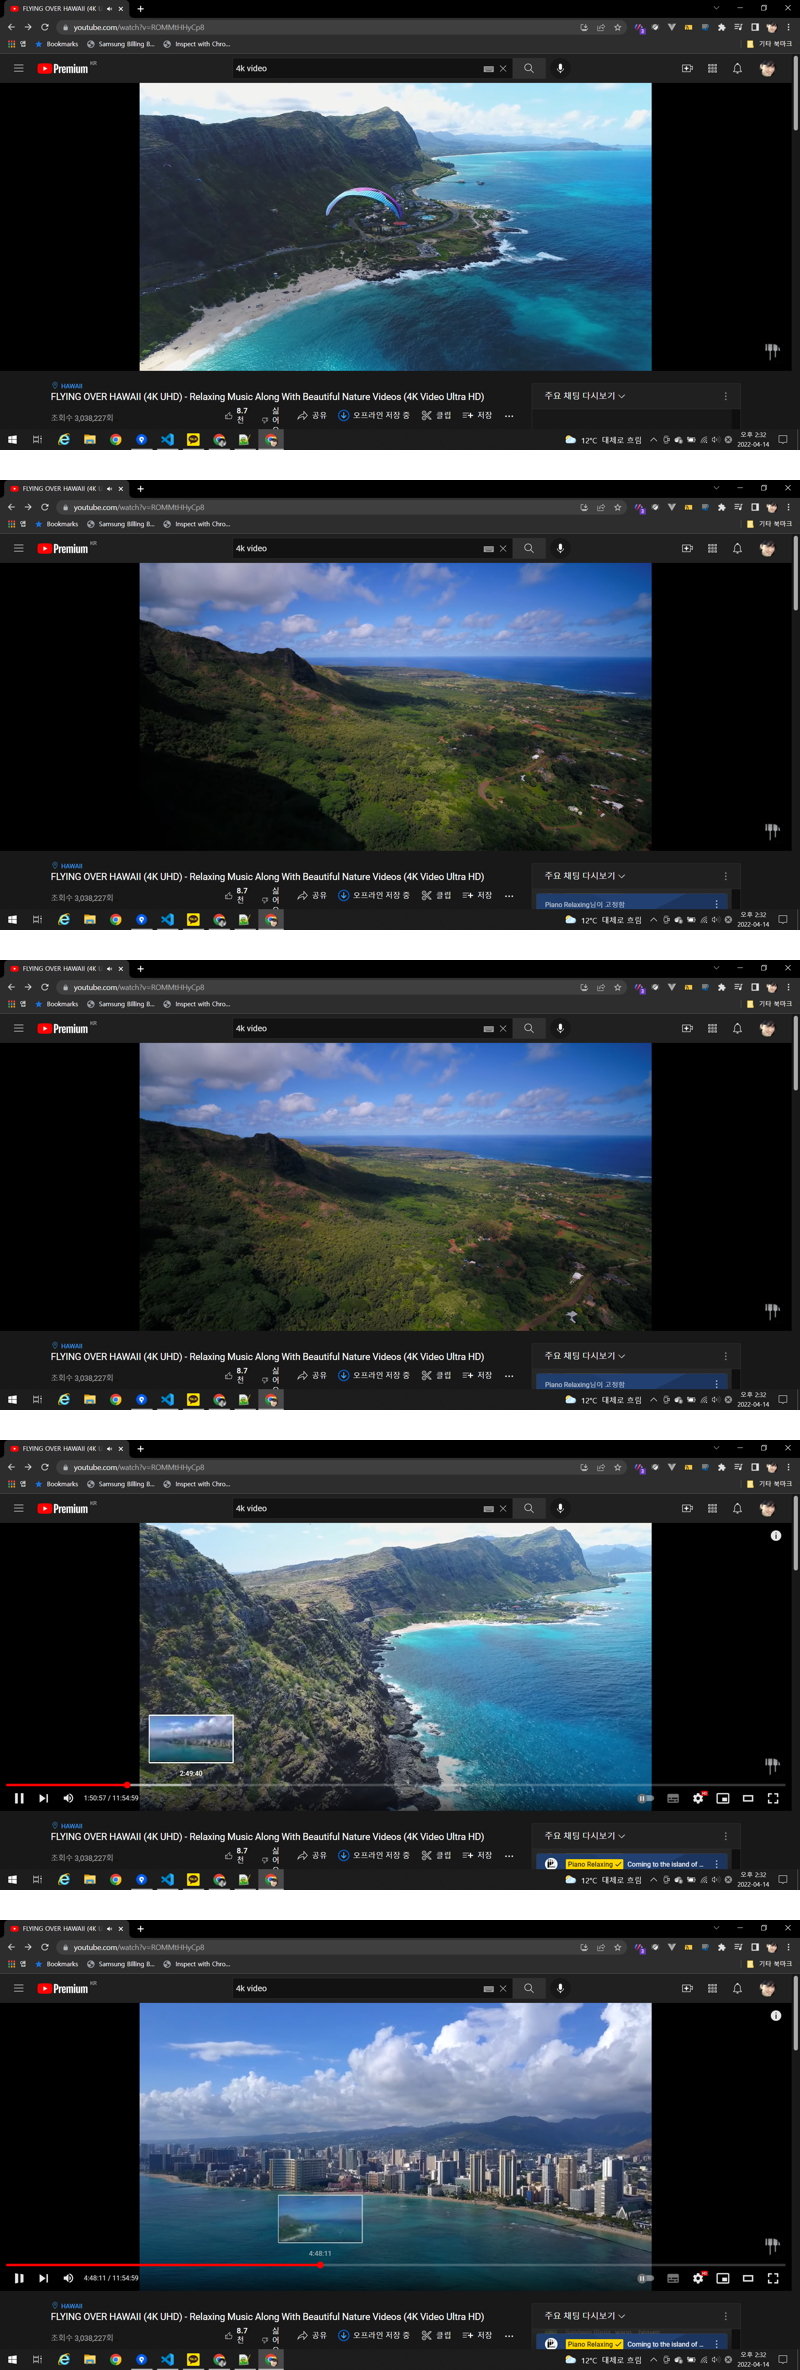 FLYING OVER HAWAII (4K U
youtube.com/watch?v=ROMMtHHyCp8
앱 Bookmarks Samsung Billing B... Inspect with Chro... 기타 북마크
Premium KR 4k video
HAWAII
FLYING OVER HAWAII (4K UHD) - Relaxing Music Along With Beautiful Nature Videos (4K Video Ultra HD)
주요 채팅 다시보기
조회수 3,038,227회 8.7천 싫어 공유 오프라인 저장 중 클립 저장
12°C 대체로 흐림 오후 2:32
2022-04-14
FLYING OVER HAWAII (4K U
youtube.com/watch?v=ROMMtHHyCp8
앱 Bookmarks Samsung Billing B... Inspect with Chro... 기타 북마크
Premium KR 4k video
HAWAII
FLYING OVER HAWAII (4K UHD) - Relaxing Music Along With Beautiful Nature Videos (4K Video Ultra HD)
주요 채팅 다시보기
조회수 3,038,227회 8.7천 싫어 공유 오프라인 저장 중 클립 저장
Piano Relaxing님이 고정함
12°C 대체로 흐림 오후 2:32
2022-04-14
FLYING OVER HAWAII (4K U
youtube.com/watch?v=ROMMtHHyCp8
앱 Bookmarks Samsung Billing B... Inspect with Chro... 기타 북마크
Premium KR 4k video
HAWAII
FLYING OVER HAWAII (4K UHD) - Relaxing Music Along With Beautiful Nature Videos (4K Video Ultra HD)
주요 채팅 다시보기
조회수 3,038,227회 8.7천 싫어 공유 오프라인 저장 중 클립 저장
Piano Relaxing님이 고정함
12°C 대체로 흐림 오후 2:32
2022-04-14
FLYING OVER HAWAII (4K U
youtube.com/watch?v=ROMMtHHyCp8
앱 Bookmarks Samsung Billing B... Inspect with Chro... 기타 북마크
Premium KR 4k video
2:49:40
1:50:57 / 11:54:59
HAWAII
FLYING OVER HAWAII (4K UHD) - Relaxing Music Along With Beautiful Nature Videos (4K Video Ultra HD)
주요 채팅 다시보기
조회수 3,038,227회 8.7천 싫어 공유 오프라인 저장 중 클립 저장
Piano Relaxing Coming to the island of ...
12°C 대체로 흐림 오후 2:32
2022-04-14
FLYING OVER HAWAII (4K U
youtube.com/watch?v=ROMMtHHyCp8
앱 Bookmarks Samsung Billing B... Inspect with Chro... 기타 북마크
Premium KR 4k video
4:48:11
4:48:11 / 11:54:59
HAWAII
FLYING OVER HAWAII (4K UHD) - Relaxing Music Along With Beautiful Nature Videos (4K Video Ultra HD)
주요 채팅 다시보기
조회수 3,038,227회 8.7천 싫어 공유 오프라인 저장 중 클립 저장
Piano Relaxing Coming to the island of ...
12°C 대체로 흐림 오후 2:32
2022-04-14